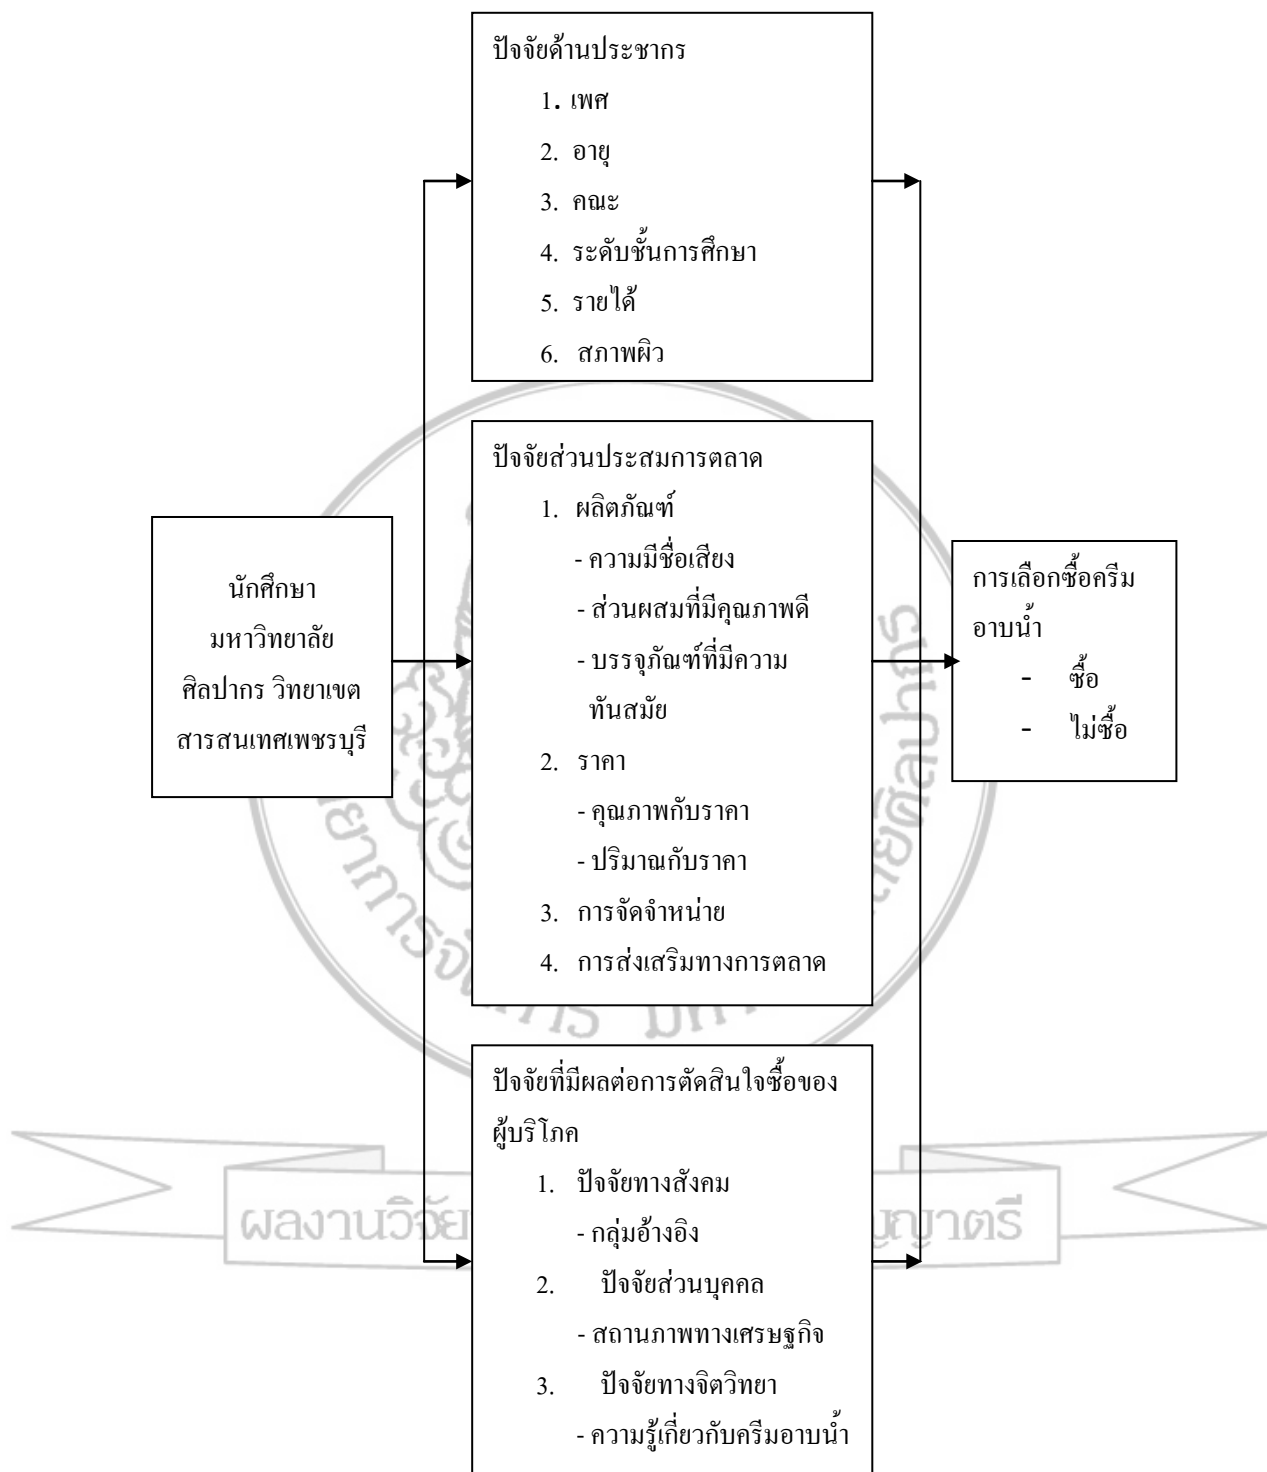 ปัจจัยด้านประชากร
1. เพศ
2. อายุ
3. คณะ
4. ระดับชั้นการศึกษา
5. รายได้
6. สภาพผิว
นักศึกษา
มหาวิทยาลัย
ศิลปากร วิทยาเขต
สารสนเทศเพชรบุรี
ปัจจัยส่วนประสมการตลาด
1. ผลิตภัณฑ์
- ความมีชื่อเสียง
- ส่วนผสมที่มีคุณภาพดี
- บรรจุภัณฑ์ที่มีความ
ทันสมัย
2. ราคา
- คุณภาพกับราคา
- ปริมาณกับราคา
3. การจัดจำหน่าย
4. การส่งเสริมทางการตลาด
การเลือกซื้อครีม
อาบน้ำ
- ซื้อ
- ไม่ซื้อ
ปัจจัยที่มีผลต่อการตัดสินใจซื้อของ
ผู้บริโภค
1. ปัจจัยทางสังคม
- กลุ่มอ้างอิง
2. ปัจจัยส่วนบุคคล
- สถานภาพทางเศรษฐกิจ
3. ปัจจัยทางจิตวิทยา
- ความรู้เกี่ยวกับครีมอาบน้ำ
ผลงานวิจัย